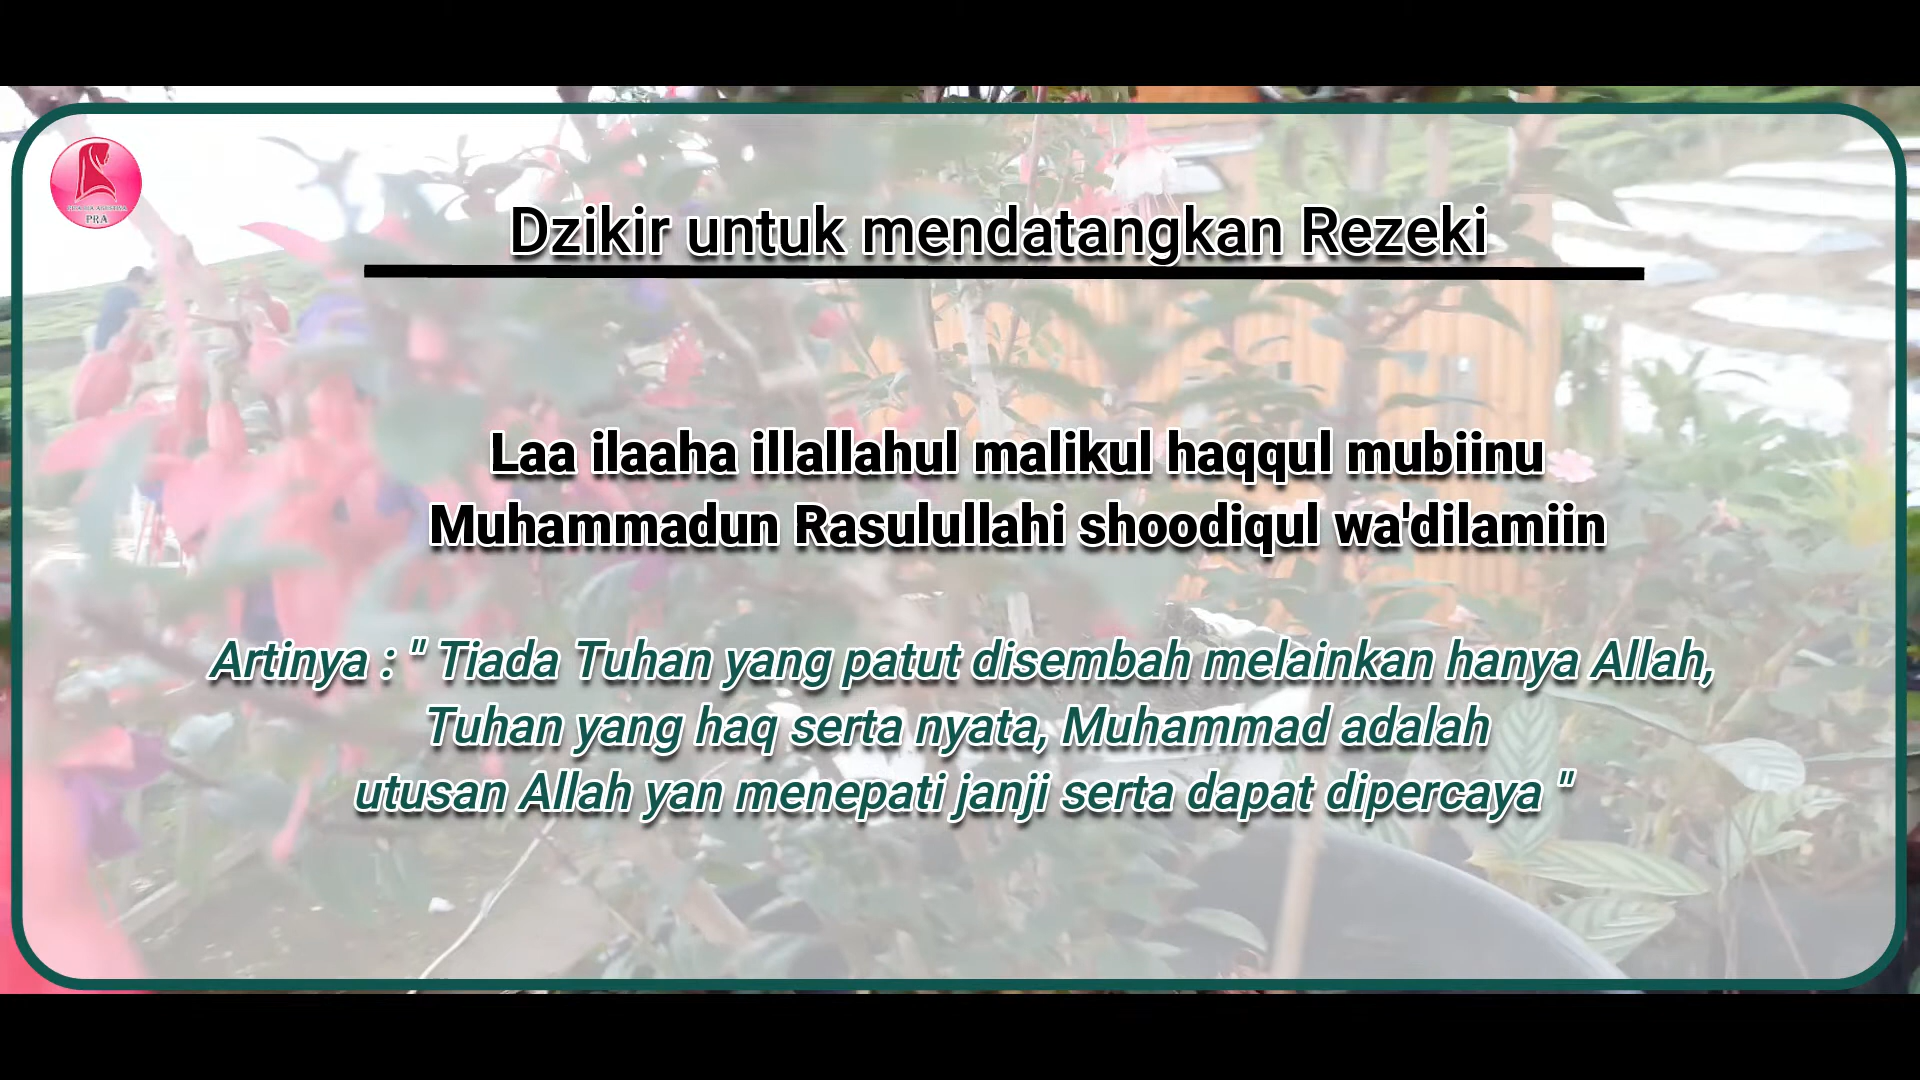 PRA
Dzikir untuk mendatangkan Rezeki
Laa ilaaha illallahul malikul haqqul mubiinu
Muhammadun Rasulullahi shoodiqul wa'dilamiin
Artinya : " Tiada Tuhan yang patut disembah melainkan hanya Allah,
Tuhan yang haq serta nyata, Muhammad adalah
utusan Allah yan menepati janji serta dapat dipercaya "